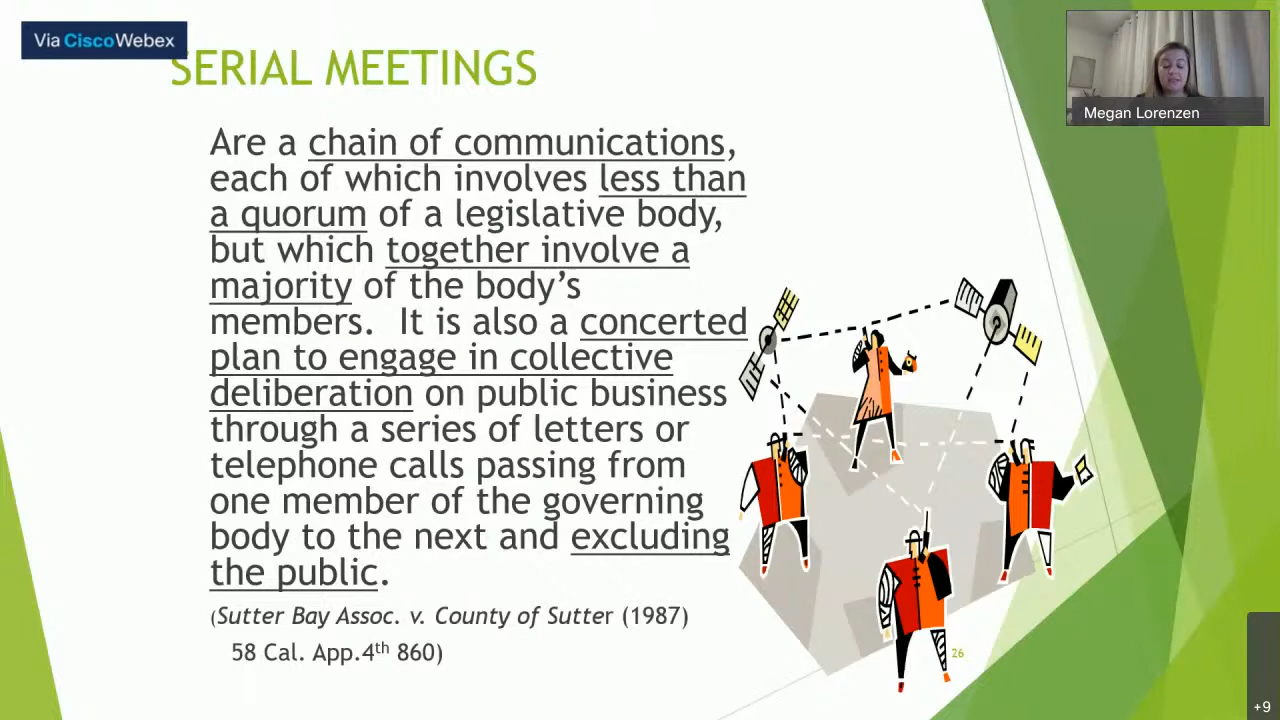 Via CiscoWebex
SERIAL MEETINGS
Megan Lorenzen
Are a chain of communications,
each of which involves less than
a quorum of a legislative body,
but which together involve a
majority of the body's
members.  It is also a concerted
plan to engage in collective
deliberation on public business
through a series of letters or
telephone calls passing from
one member of the governing
body to the next and excluding
the public.
(Sutter Bay Assoc. v. County of Sutter (1987)
58 Cal. App.4th 860)
26
+9